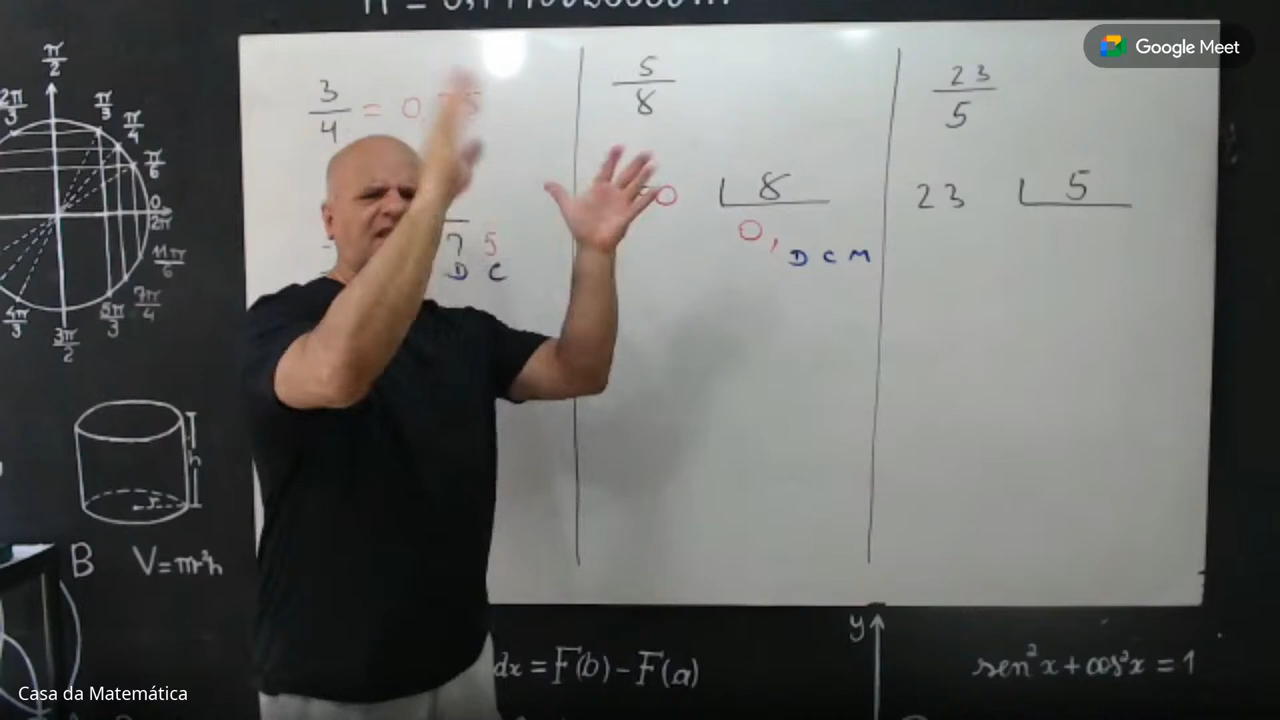 Google Meet
π/2
2π/3
π/3
π/4
π/6
0
2π
11π/6
7π/4
5π/3
3π/2
4π/3
h
r
B V=πr²h
3/4 = 0,
7 5
D C
5/8
0 8
0,
D C M
23/5
23 5
dx = F(b) - F(a)
y
sen²x + cos²x = 1
Casa da Matemática